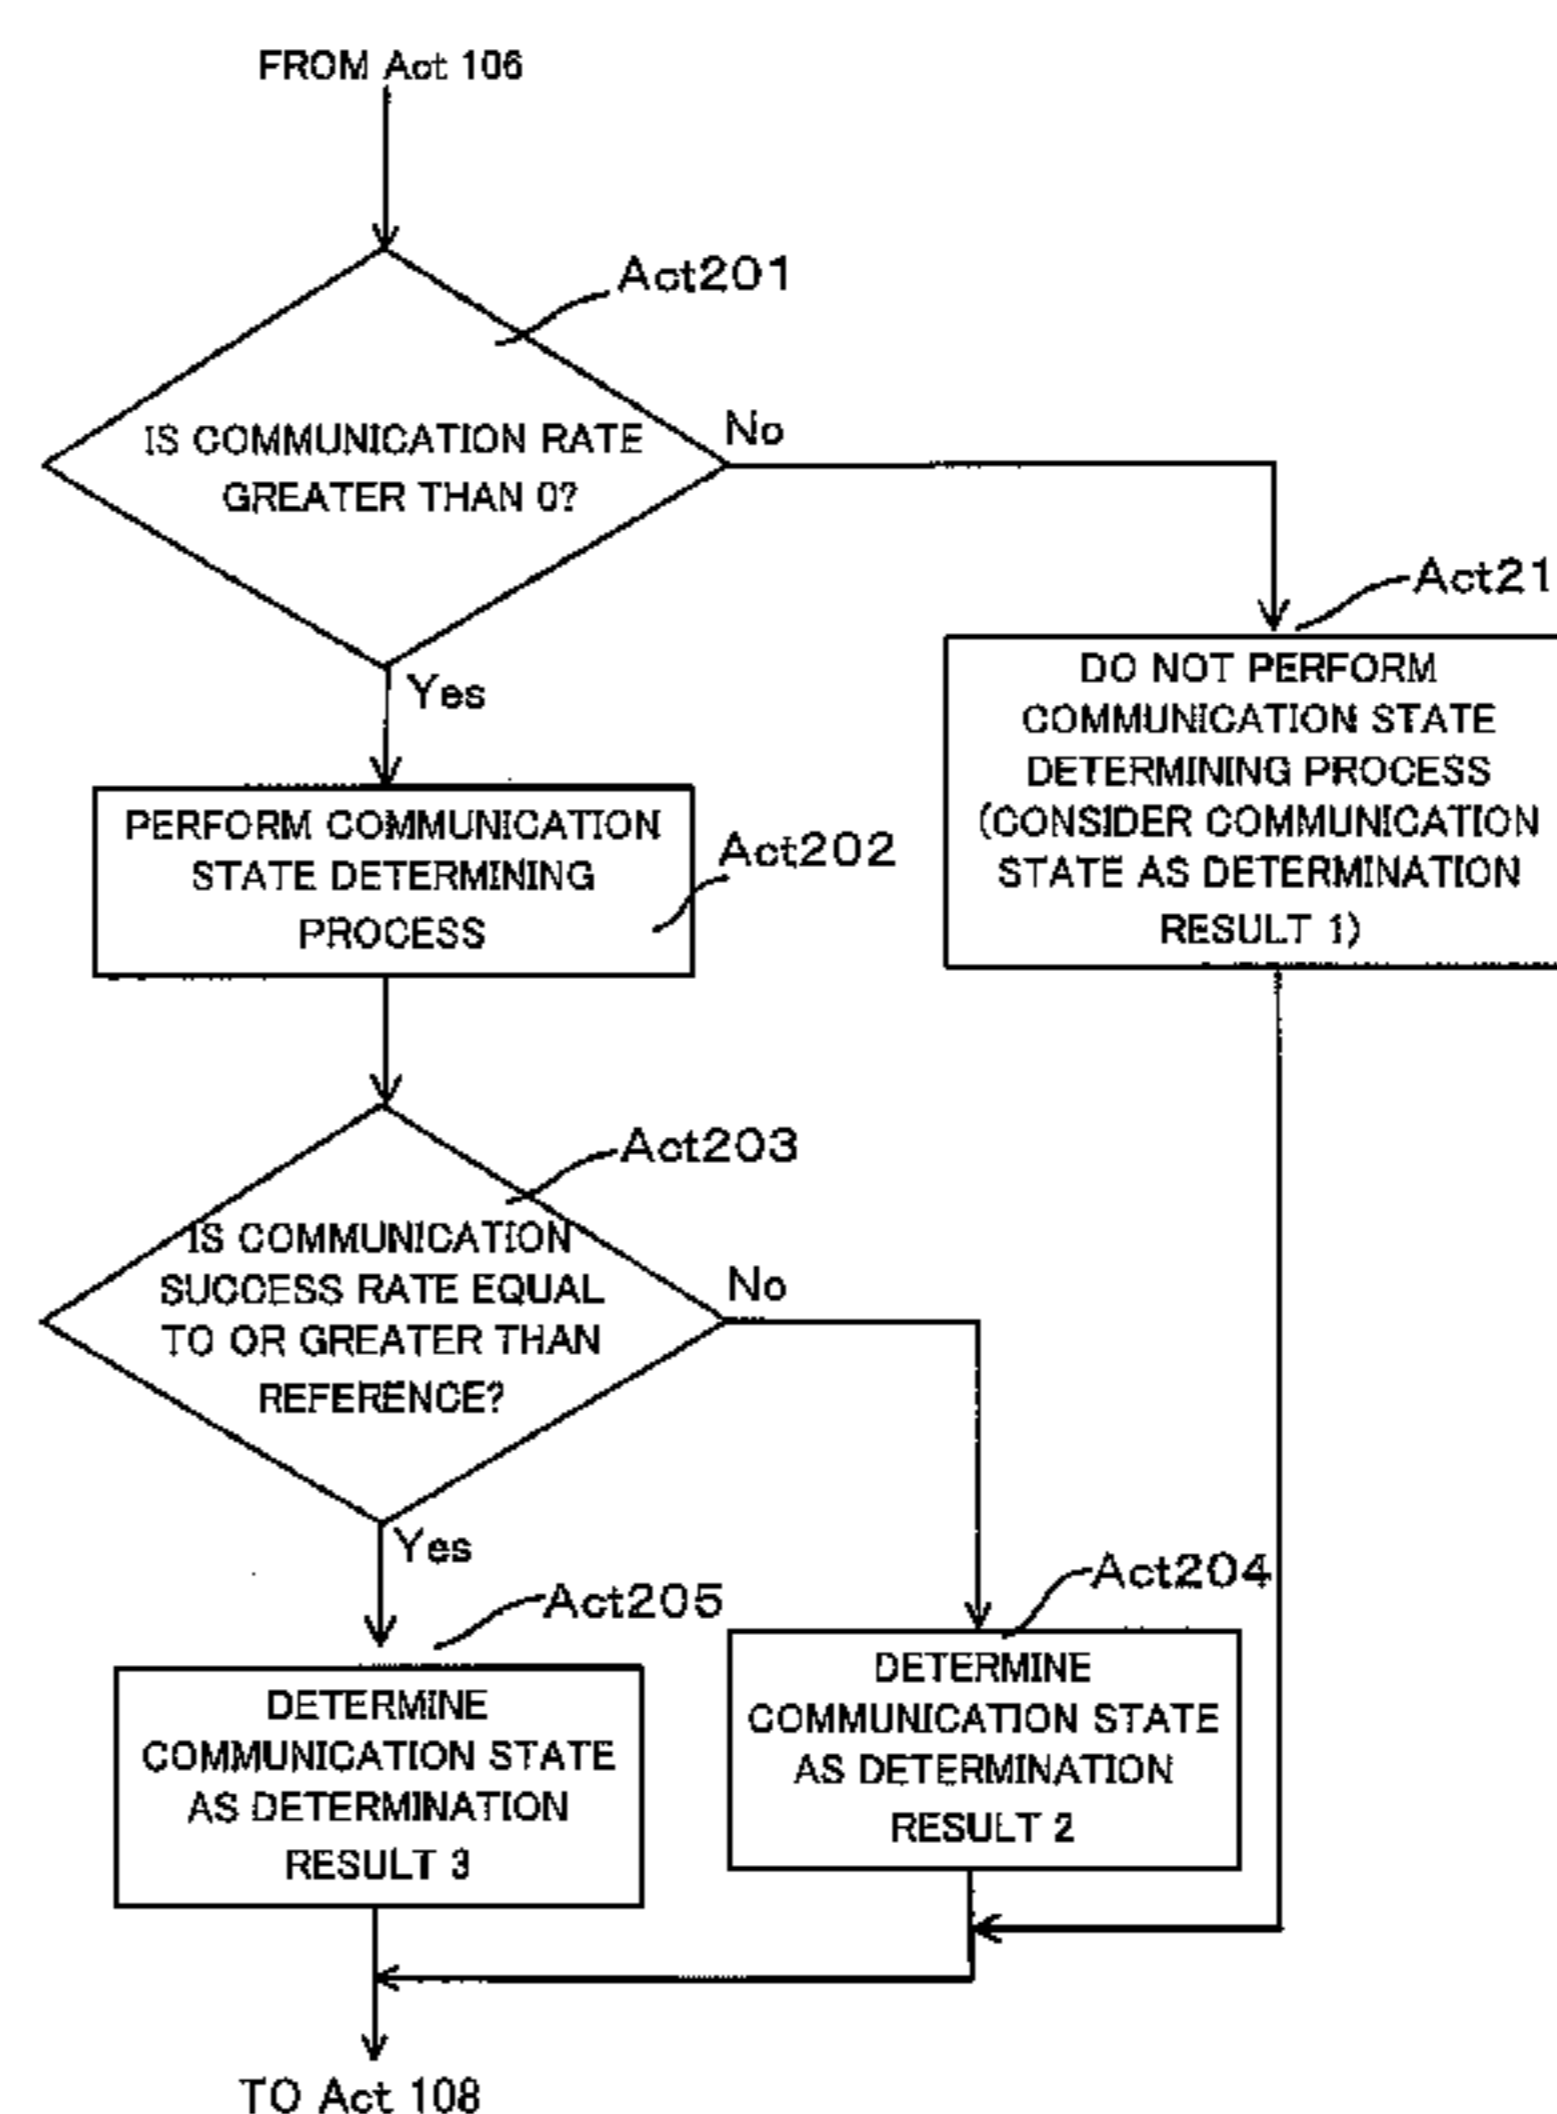 FROM Act 106
Act201
IS COMMUNICATION RATE
GREATER THAN 0?
No
Yes
Act21
DO NOT PERFORM
COMMUNICATION STATE
DETERMINING PROCESS
(CONSIDER COMMUNICATION
STATE AS DETERMINATION
RESULT 1)
PERFORM COMMUNICATION
STATE DETERMINING
PROCESS
Act202
Act203
IS COMMUNICATION
SUCCESS RATE EQUAL
TO OR GREATER THAN
REFERENCE?
No
Yes
Act205
DETERMINE
COMMUNICATION STATE
AS DETERMINATION
RESULT 3
Act204
DETERMINE
COMMUNICATION STATE
AS DETERMINATION
RESULT 2
TO Act 108